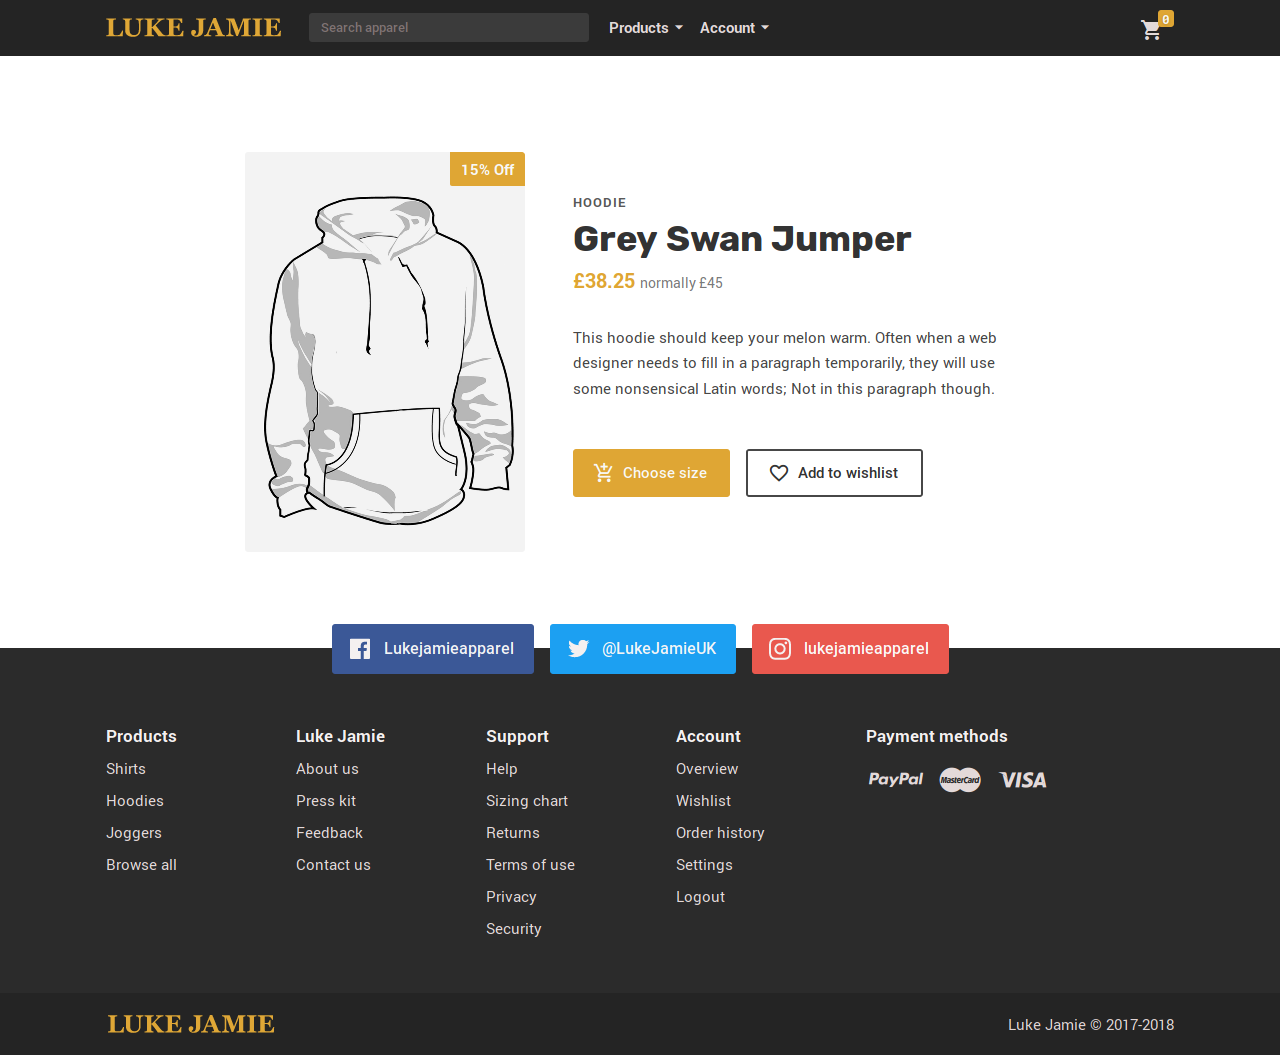 LUKE JAMIE
Search apparel
Products
Account
0
15% Off
HOODIE
Grey Swan Jumper
£38.25 normally £45
This hoodie should keep your melon warm. Often when a web
designer needs to fill in a paragraph temporarily, they will use
some nonsensical Latin words; Not in this paragraph though.
Choose size
Add to wishlist
Lukejamieapparel
@LukeJamieUK
lukejamieapparel
Products
Shirts
Hoodies
Joggers
Browse all
Luke Jamie
About us
Press kit
Feedback
Contact us
Support
Help
Sizing chart
Returns
Terms of use
Privacy
Security
Account
Overview
Wishlist
Order history
Settings
Logout
Payment methods
PayPal
MasterCard
VISA
LUKE JAMIE
Luke Jamie © 2017-2018